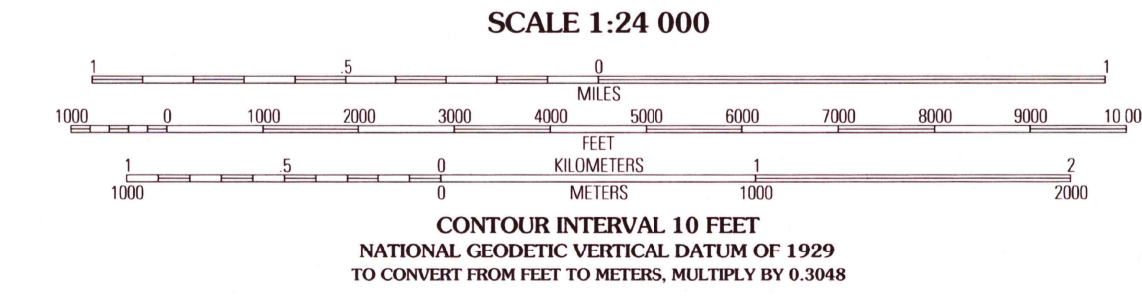 SCALE 1:24 000
1 .5 0 1
MILES
1000 0 1000 2000 3000 4000 5000 6000 7000 8000 9000 10 00
FEET
1 .5 0 KILOMETERS 1 2
1000 0 METERS 1000 2000
CONTOUR INTERVAL 10 FEET
NATIONAL GEODETIC VERTICAL DATUM OF 1929
TO CONVERT FROM FEET TO METERS, MULTIPLY BY 0.3048